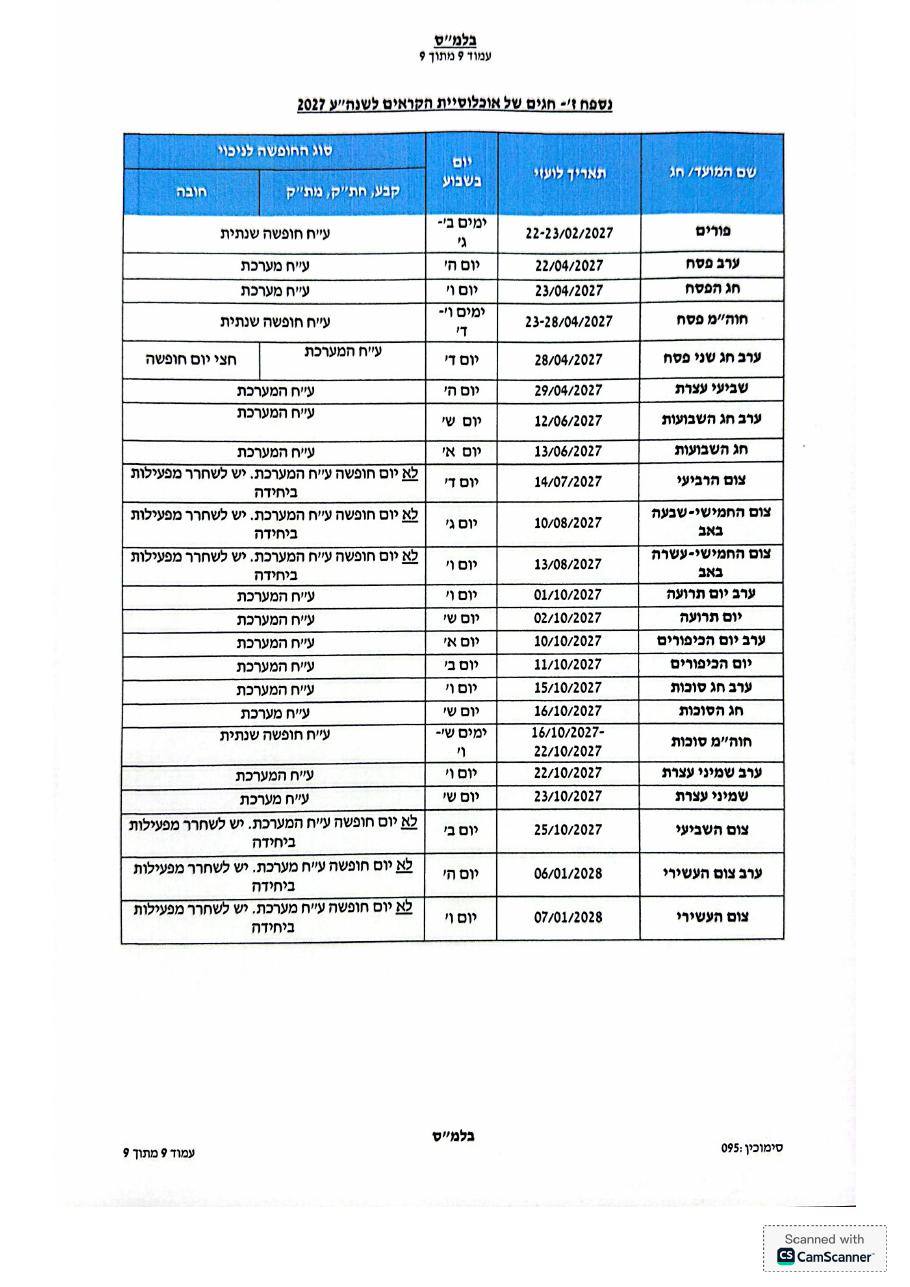 בלמ״ס
עמוד 9 מתוך 9
נספח ז'- חגים של אוכלוסיית הקראים לשנה״ע 2027
שם המועד/ חג | תאריך לועזי | יום בשבוע | סוג החופשה לניכוי
קבע, חת״ק, מת״ק | חובה
פורים | 22-23/02/2027 | ימים ב'-ג' | ע״ח חופשה שנתית
ערב פסח | 22/04/2027 | יום ה' | ע״ח מערכת
חג הפסח | 23/04/2027 | יום ו' | ע״ח מערכת
חוה״מ פסח | 23-28/04/2027 | ימים ו'-ד' | ע״ח חופשה שנתית
ערב חג שני פסח | 28/04/2027 | יום ד' | ע״ח המערכת | חצי יום חופשה
שביעי עצרת | 29/04/2027 | יום ה' | ע״ח המערכת
ערב חג השבועות | 12/06/2027 | יום ש' | ע״ח המערכת
חג השבועות | 13/06/2027 | יום א' | ע״ח המערכת
צום הרביעי | 14/07/2027 | יום ד' | לא יום חופשה ע״ח המערכת. יש לשחרר מפעילות ביחידה
צום החמישי-שבעה באב | 10/08/2027 | יום ג' | לא יום חופשה ע״ח המערכת. יש לשחרר מפעילות ביחידה
צום החמישי-עשרה באב | 13/08/2027 | יום ו' | לא יום חופשה ע״ח המערכת. יש לשחרר מפעילות ביחידה
ערב יום תרועה | 01/10/2027 | יום ו' | ע״ח המערכת
יום תרועה | 02/10/2027 | יום ש' | ע״ח המערכת
ערב יום הכיפורים | 10/10/2027 | יום א' | ע״ח המערכת
יום הכיפורים | 11/10/2027 | יום ב' | ע״ח המערכת
ערב חג סוכות | 15/10/2027 | יום ו' | ע״ח המערכת
חג הסוכות | 16/10/2027 | יום ש' | ע״ח מערכת
חוה״מ סוכות | 16/10/2027-22/10/2027 | ימים ש'-ו' | ע״ח חופשה שנתית
ערב שמיני עצרת | 22/10/2027 | יום ו' | ע״ח המערכת
שמיני עצרת | 23/10/2027 | יום ש' | ע״ח מערכת
צום השביעי | 25/10/2027 | יום ב' | לא יום חופשה ע״ח המערכת. יש לשחרר מפעילות ביחידה
ערב צום העשירי | 06/01/2028 | יום ה' | לא יום חופשה ע״ח מערכת. יש לשחרר מפעילות ביחידה
צום העשירי | 07/01/2028 | יום ו' | לא יום חופשה ע״ח מערכת. יש לשחרר מפעילות ביחידה
בלמ״ס
סימוכין :095
עמוד 9 מתוך 9
Scanned with
CS CamScanner